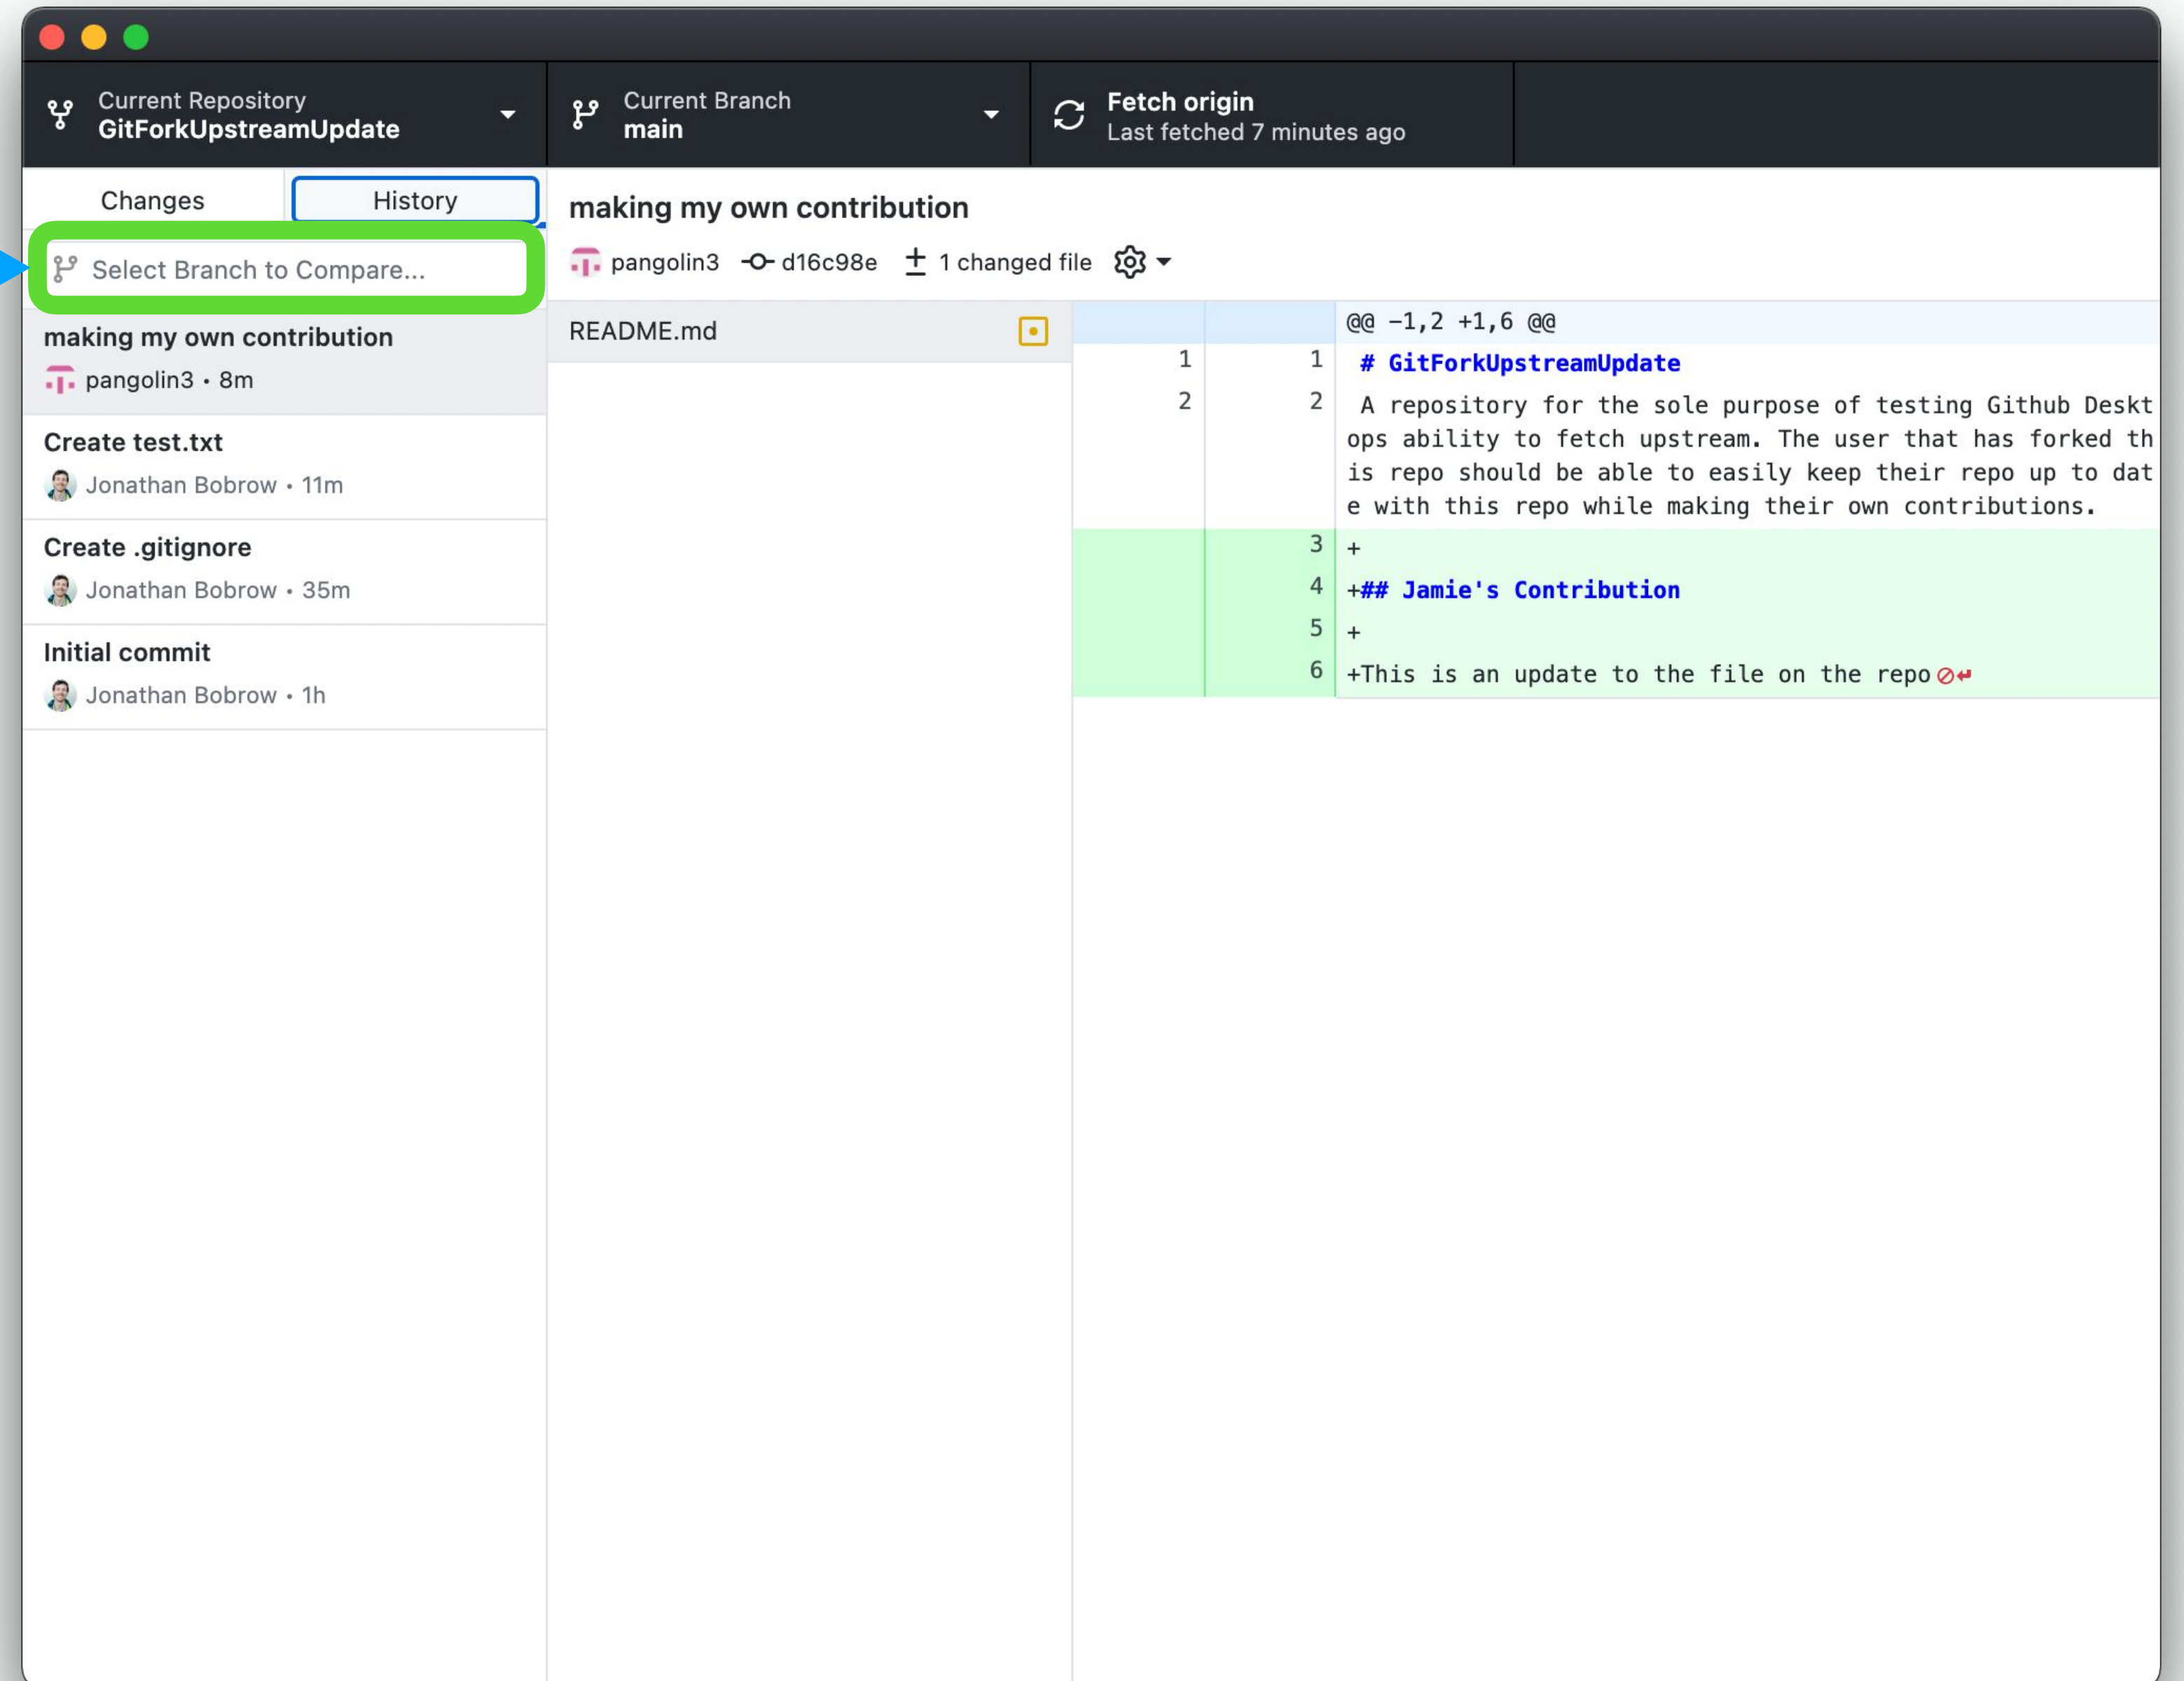 Current Repository
GitForkUpstreamUpdate
Current Branch
main
Fetch origin
Last fetched 7 minutes ago
Changes
History
Select Branch to Compare...
making my own contribution
pangolin3 • 8m
Create test.txt
Jonathan Bobrow • 11m
Create .gitignore
Jonathan Bobrow • 35m
Initial commit
Jonathan Bobrow • 1h
making my own contribution
pangolin3 d16c98e 1 changed file
README.md
@@ -1,2 +1,6 @@
1 1 # GitForkUpstreamUpdate
2 2 A repository for the sole purpose of testing Github Deskt
ops ability to fetch upstream. The user that has forked th
is repo should be able to easily keep their repo up to dat
e with this repo while making their own contributions.
3 +
4 +## Jamie's Contribution
5 +
6 +This is an update to the file on the repo